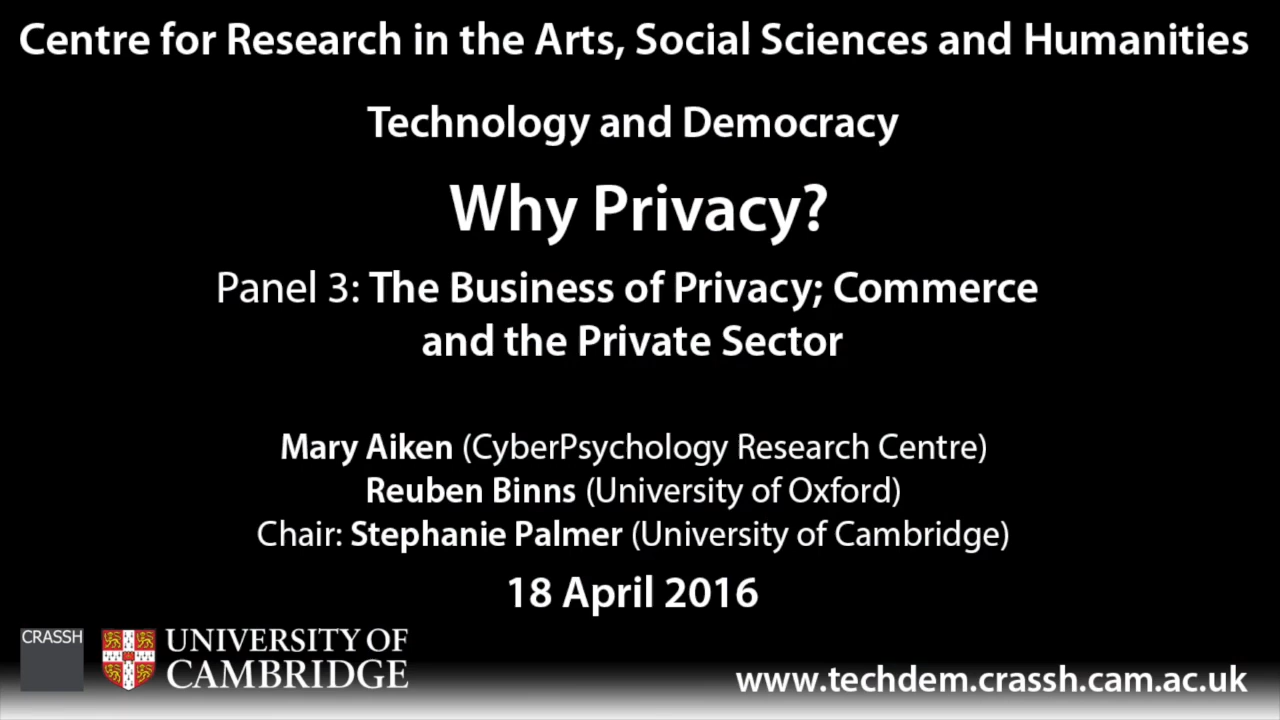 Centre for Research in the Arts, Social Sciences and Humanities
Technology and Democracy
Why Privacy?
Panel 3: The Business of Privacy; Commerce
and the Private Sector
Mary Aiken (CyberPsychology Research Centre)
Reuben Binns (University of Oxford)
Chair: Stephanie Palmer (University of Cambridge)
18 April 2016
CRASSH
UNIVERSITY OF
CAMBRIDGE
www.techdem.crassh.cam.ac.uk